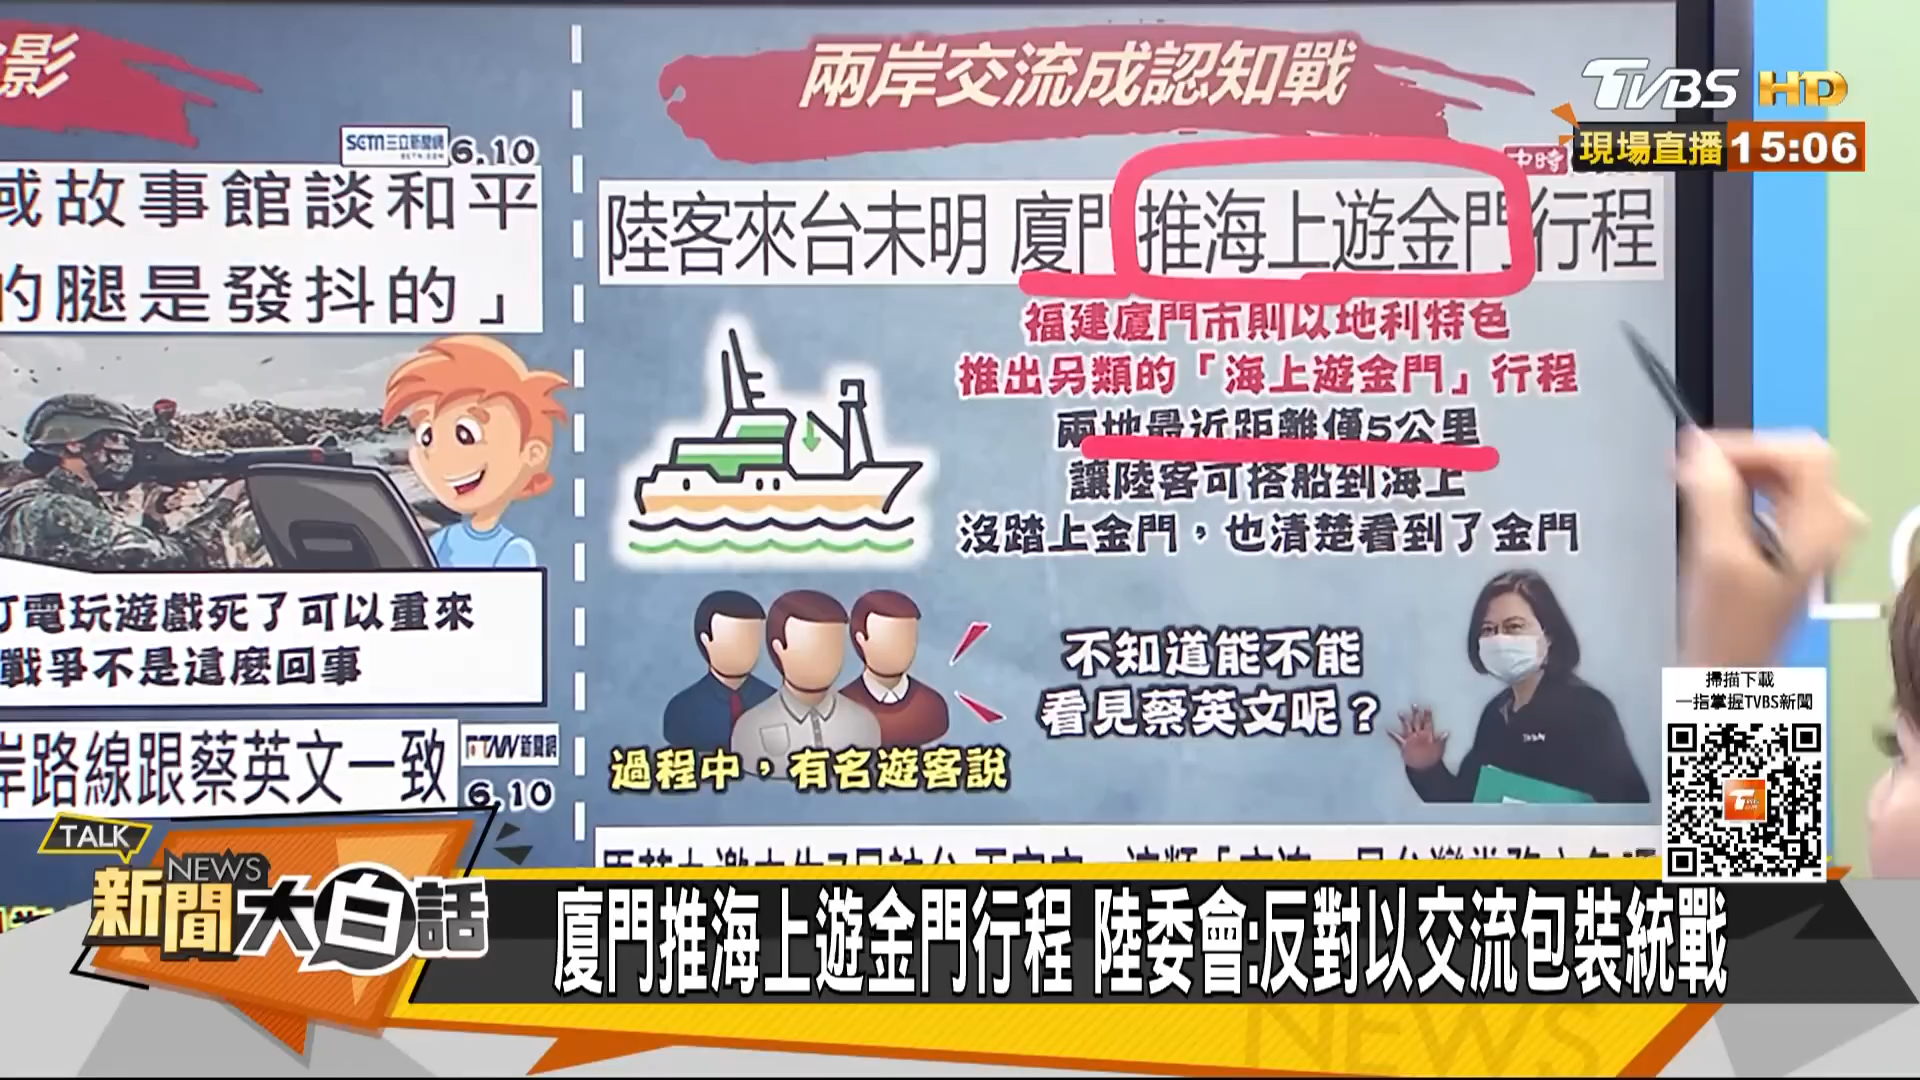 影
兩岸交流成認知戰
TVBS HD
現場直播 15:06
SETN三立新聞網
6.10
中時
域故事館談和平
的腿是發抖的」
陸客來台未明 廈門推海上遊金門行程
福建廈門市則以地利特色
推出另類的「海上遊金門」行程
兩地最近距離僅5公里
讓陸客可搭船到海上
沒踏上金門,也清楚看到了金門
打電玩遊戲死了可以重來
戰爭不是這麼回事
不知道能不能
看見蔡英文呢?
過程中,有名遊客說
岸路線跟蔡英文一致
FTVN新聞網
6.10
掃描下載
一指掌握TVBS新聞
TALK
NEWS
新聞大白話
廈門推海上遊金門行程 陸委會:反對以交流包裝統戰
NEWS